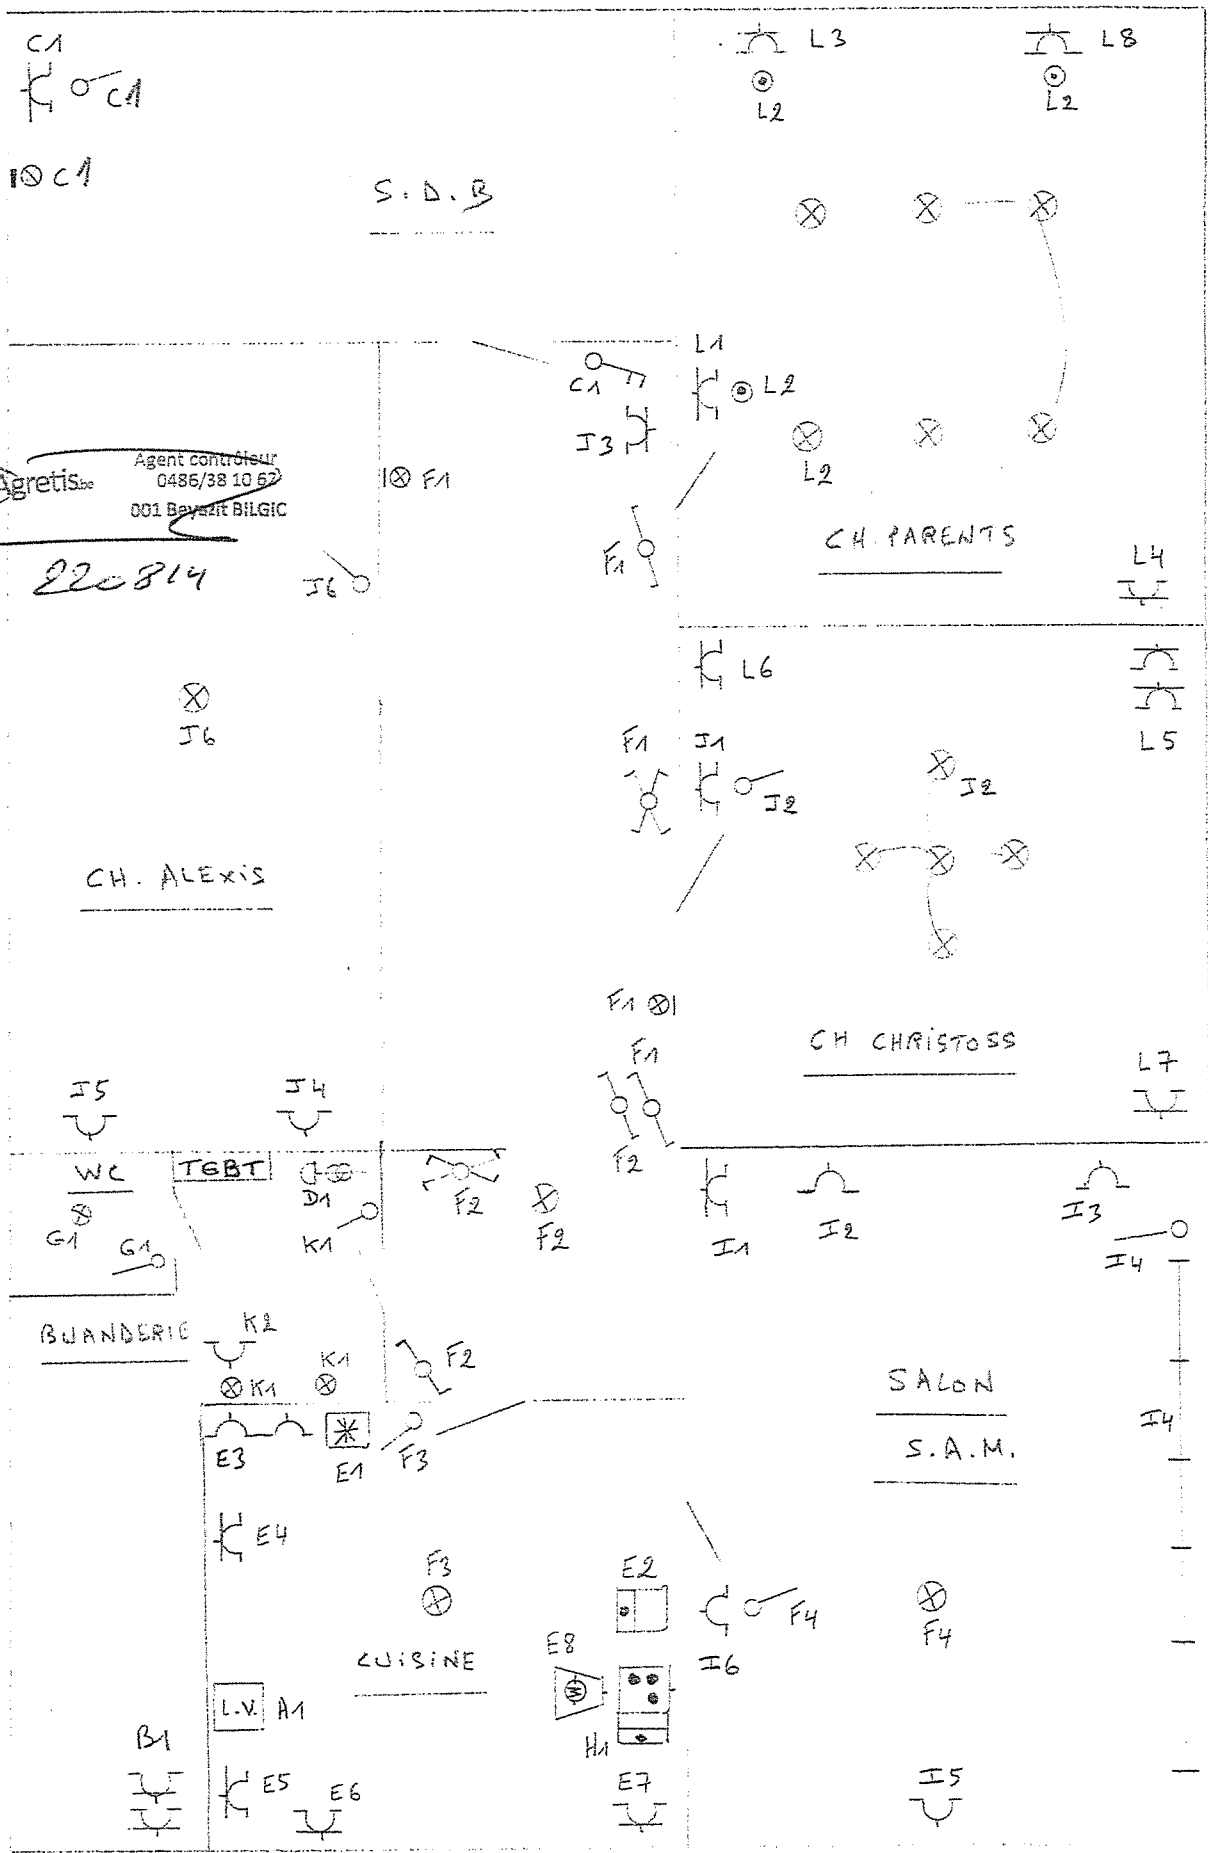 C1
C1
C1
S.D.B
L3
L8
L2
L2
L1
L2
C1
J3
L2
Agretis.be
Agent contrôleur
0486/38 10 62
001 Beyazit BILGIC
220814
F1
F1
J6
CH. PARENTS
L4
J6
L6
L5
F1
J1
J2
J2
CH. ALEXIS
F1
CH CHRISTOSS
F1
F2
L7
J5
J4
WC
TGBT
D1
F2
F2
G1
G1
K1
I1
I2
I3
I4
BUANDERIE
K2
K1
K1
F2
SALON
S.A.M.
I4
E3
E1
F3
E4
F3
E2
F4
F4
I6
CUISINE
E8
M
L.V.
A1
H1
B1
E5
E6
E7
I5